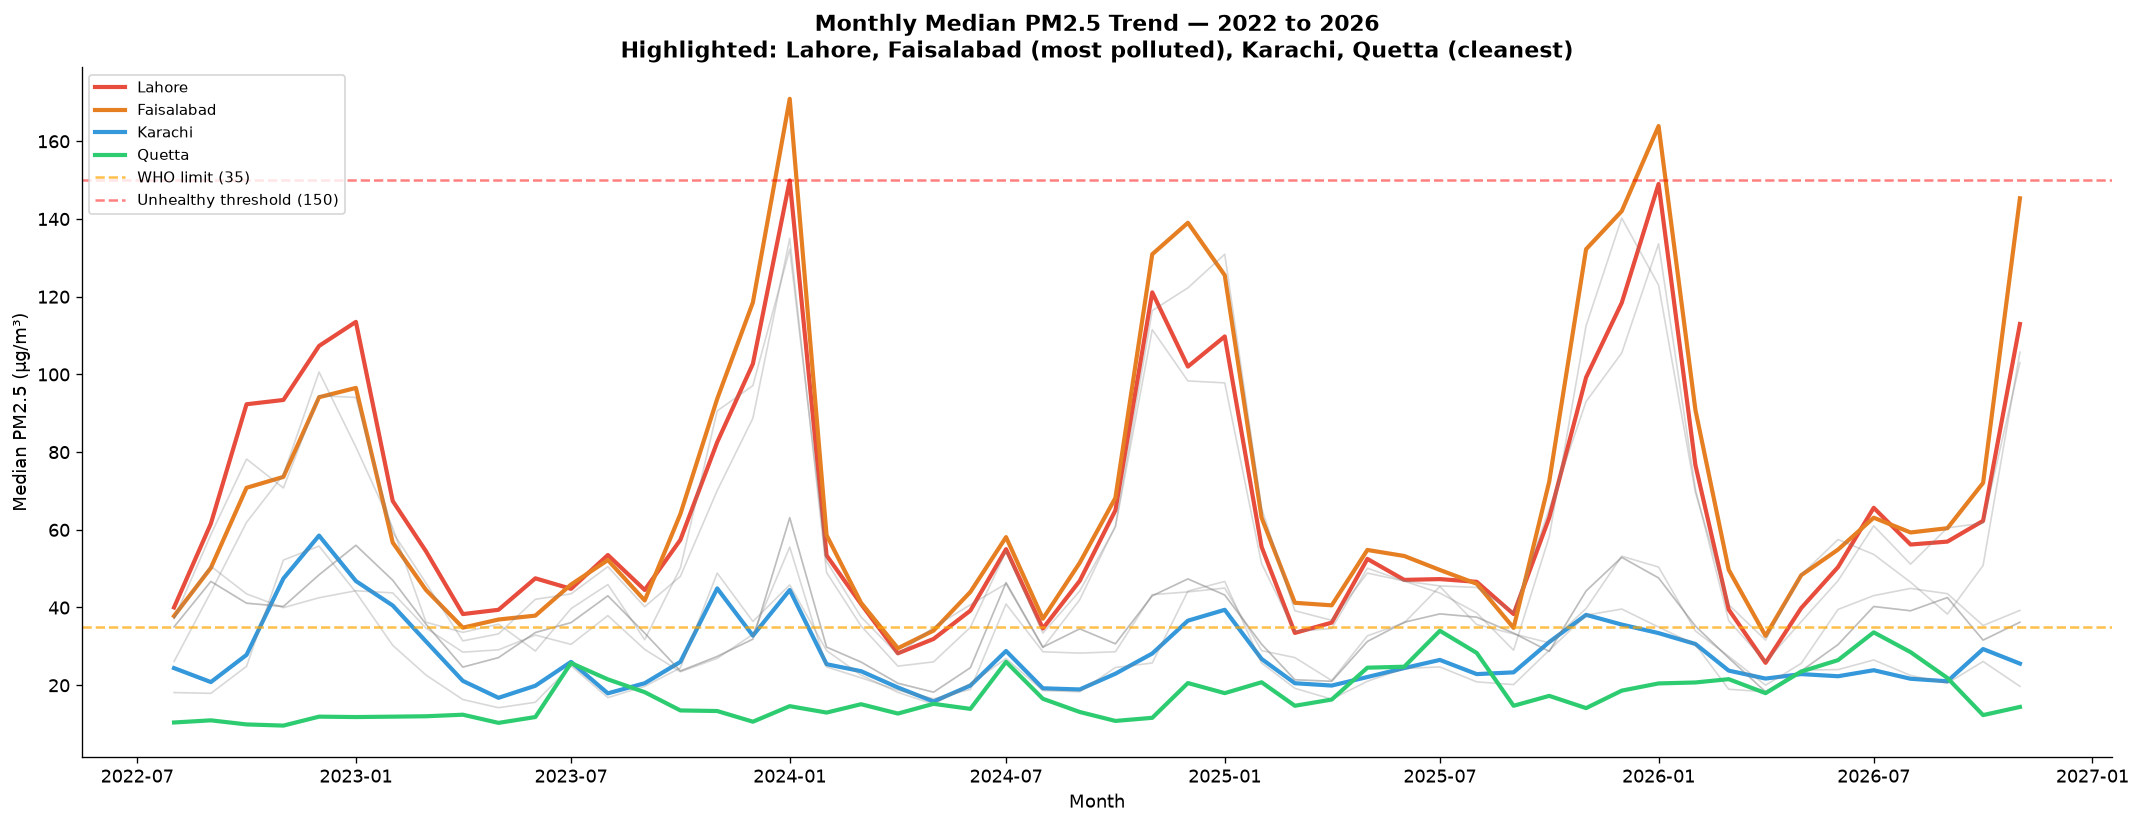 Monthly Median PM2.5 Trend — 2022 to 2026
Highlighted: Lahore, Faisalabad (most polluted), Karachi, Quetta (cleanest)
Lahore
Faisalabad
Karachi
Quetta
WHO limit (35)
Unhealthy threshold (150)
Median PM2.5 (µg/m³)
160
140
120
100
80
60
40
20
2022-07
2023-01
2023-07
2024-01
2024-07
2025-01
2025-07
2026-01
2026-07
2027-01
Month